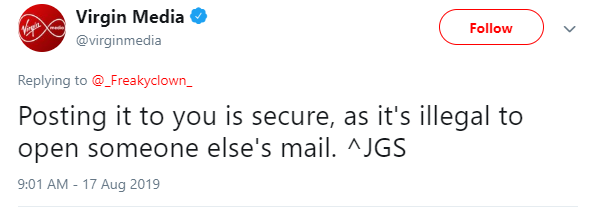 Virgin Media
@virginmedia
Follow
Replying to @_Freakyclown_
Posting it to you is secure, as it's illegal to
open someone else's mail. ^JGS
9:01 AM - 17 Aug 2019